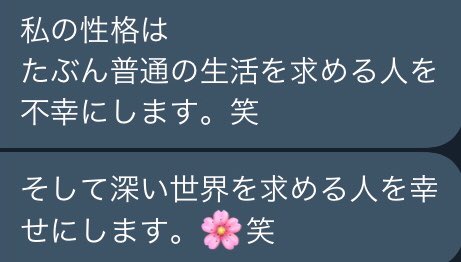 私の性格は
たぶん普通の生活を求める人を
不幸にします。笑
そして深い世界を求める人を幸
せにします。🌸笑